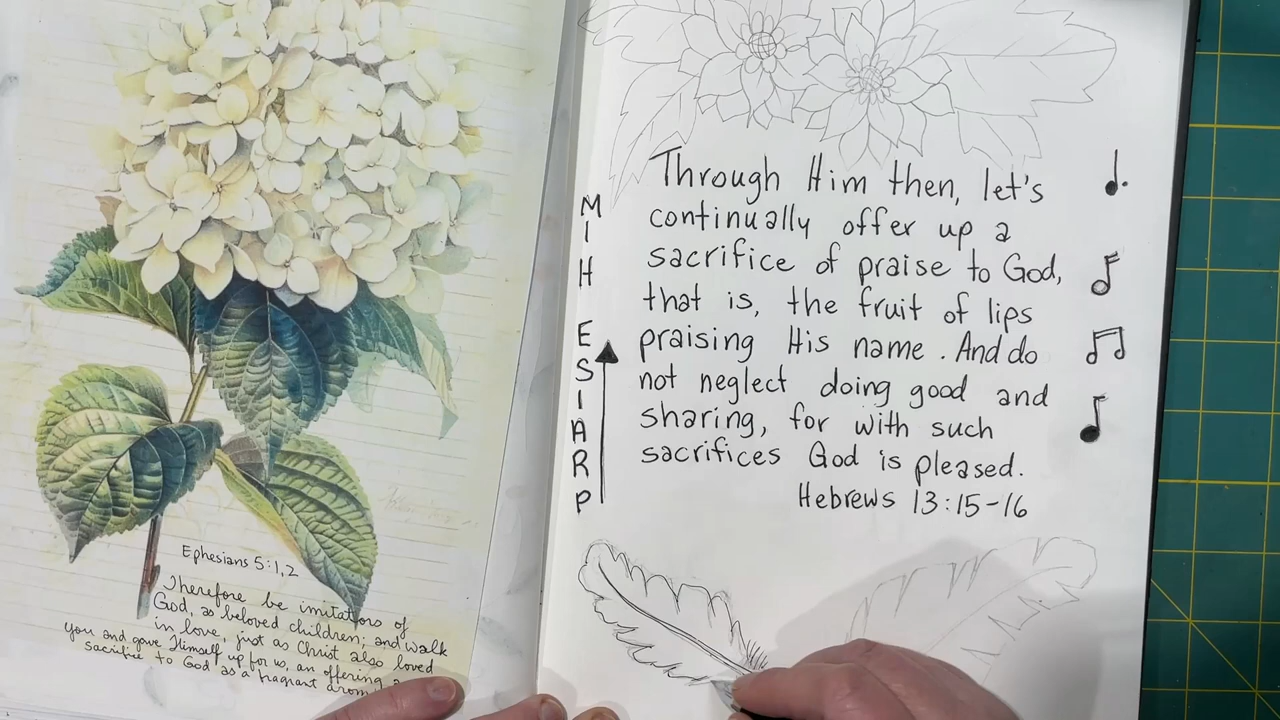 Ephesians 5:1,2
Therefore be imitators of
God, as beloved children; and walk
in love, just as Christ also loved
you and gave Himself up for us, an offering
sacrifice to God as a fragrant
M
I
H
E
S
I
A
R
P
Through Him then, let's
continually offer up a
sacrifice of praise to God,
that is, the fruit of lips
praising His name. And do
not neglect doing good and
sharing, for with such
sacrifices God is pleased.
Hebrews 13:15-16